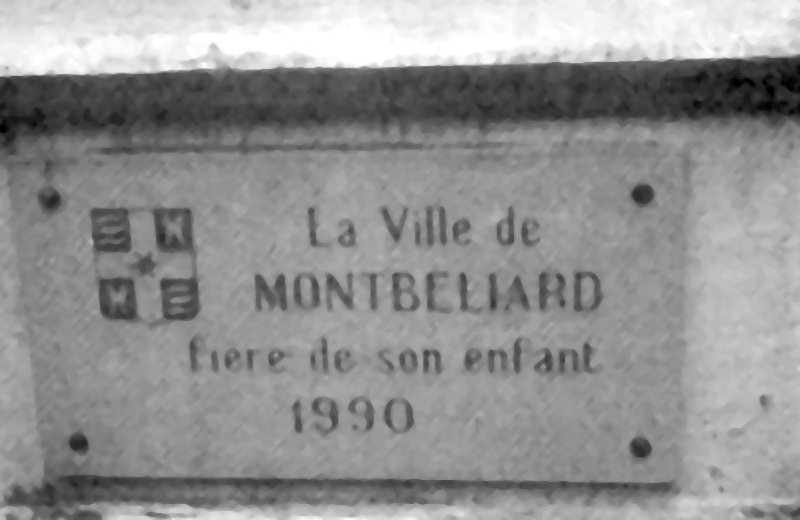 La Ville de
MONTBELIARD
fiere de son enfant
1990